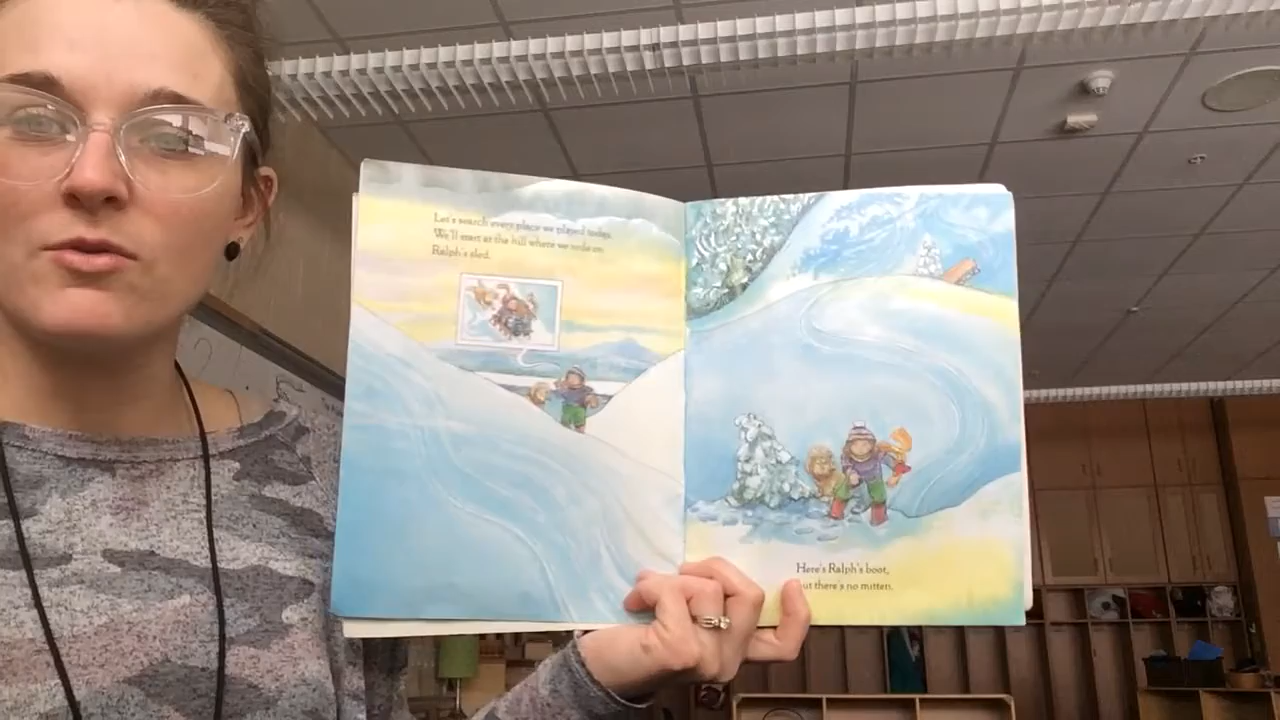 Let's search every place we played today.
We'll start at the hill where we rode on
Ralph's sled.
Here's Ralph's boot,
but there's no mitten.